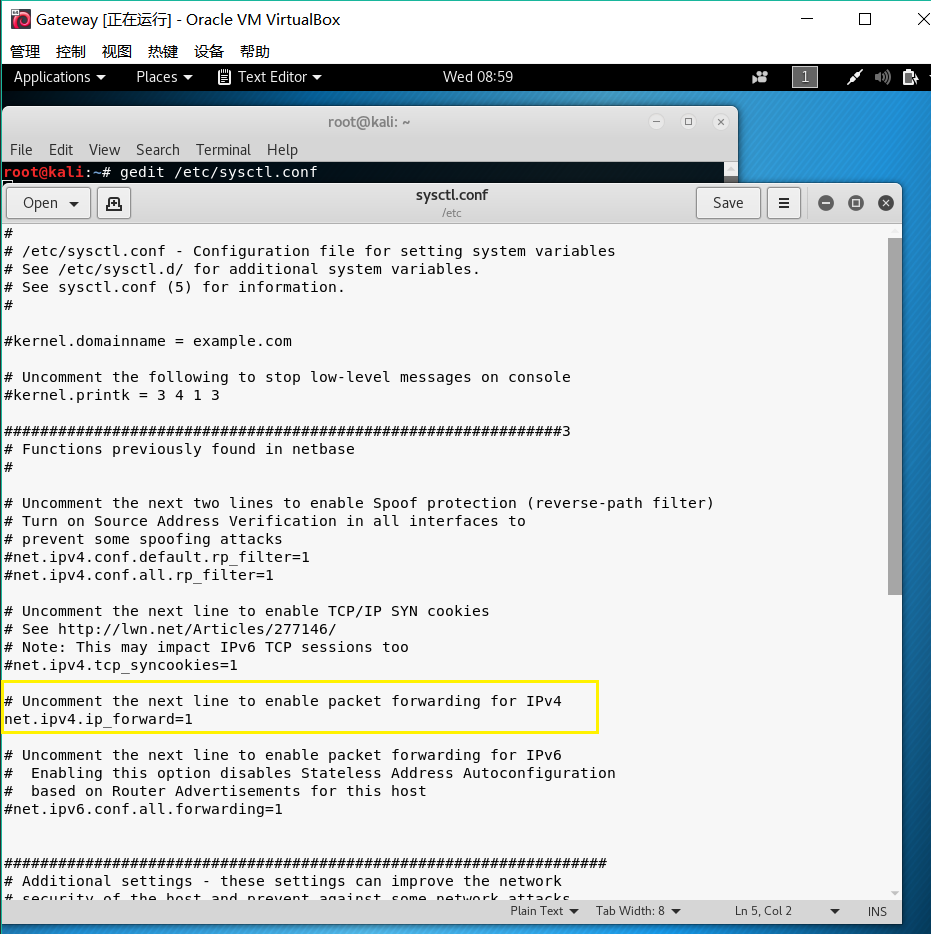 Gateway [正在运行] - Oracle VM VirtualBox
管理 控制 视图 热键 设备 帮助
Applications Places Text Editor Wed 08:59 1
root@kali: ~
File Edit View Search Terminal Help
root@kali:~# gedit /etc/sysctl.conf
Open sysctl.conf Save
/etc
#
# /etc/sysctl.conf - Configuration file for setting system variables
# See /etc/sysctl.d/ for additional system variables.
# See sysctl.conf (5) for information.
#
#kernel.domainname = example.com
# Uncomment the following to stop low-level messages on console
#kernel.printk = 3 4 1 3
##############################################################3
# Functions previously found in netbase
#
# Uncomment the next two lines to enable Spoof protection (reverse-path filter)
# Turn on Source Address Verification in all interfaces to
# prevent some spoofing attacks
#net.ipv4.conf.default.rp_filter=1
#net.ipv4.conf.all.rp_filter=1
# Uncomment the next line to enable TCP/IP SYN cookies
# See http://lwn.net/Articles/277146/
# Note: This may impact IPv6 TCP sessions too
#net.ipv4.tcp_syncookies=1
# Uncomment the next line to enable packet forwarding for IPv4
net.ipv4.ip_forward=1
# Uncomment the next line to enable packet forwarding for IPv6
#  Enabling this option disables Stateless Address Autoconfiguration
#  based on Router Advertisements for this host
#net.ipv6.conf.all.forwarding=1
###################################################################
# Additional settings - these settings can improve the network
# security of the host and prevent against some network attacks
Plain Text Tab Width: 8 Ln 5, Col 2 INS